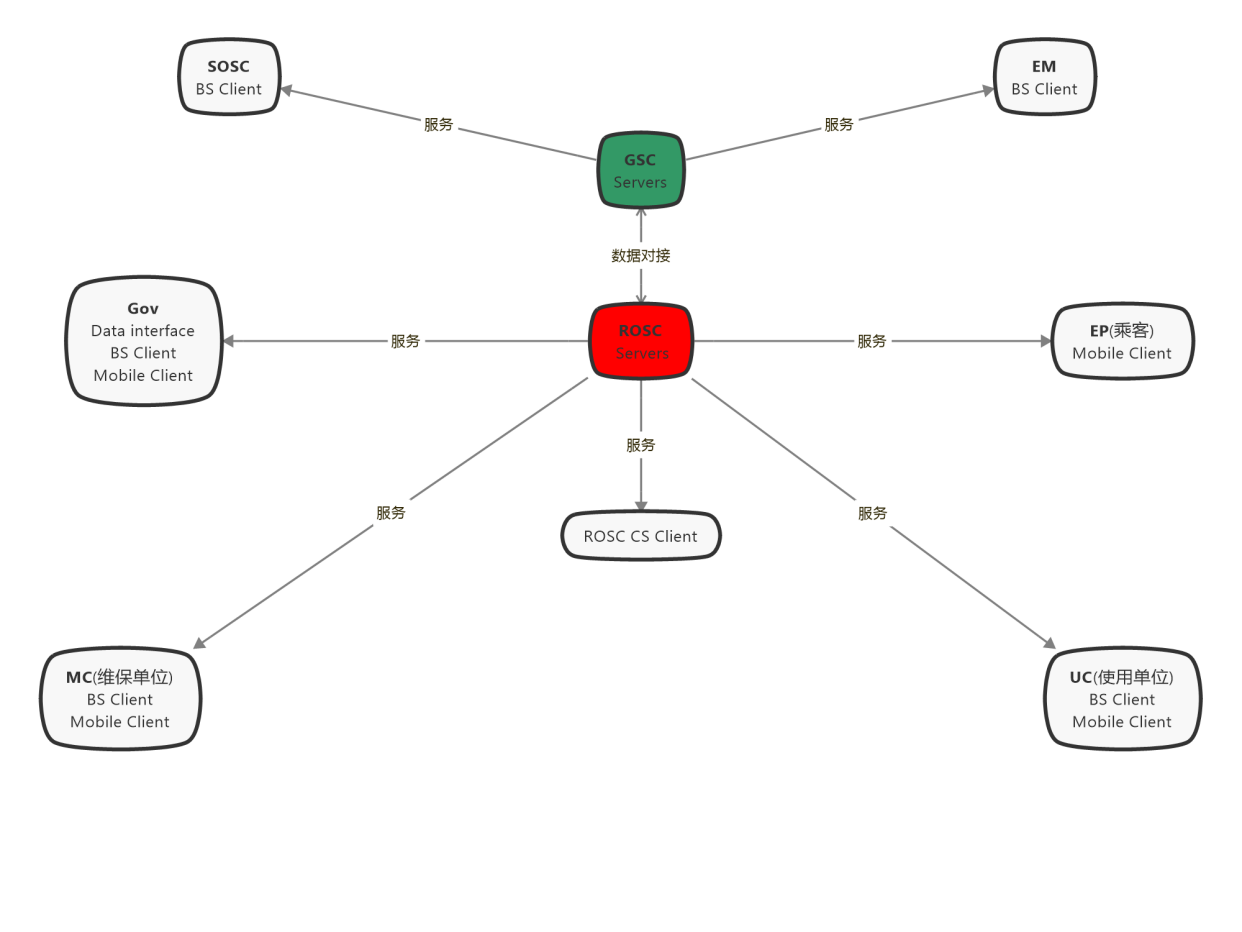 SOSC
BS Client
EM
BS Client
服务
服务
GSC
Servers
数据对接
Gov
Data interface
BS Client
Mobile Client
服务
ROSC
Servers
服务
EP(乘客)
Mobile Client
服务
服务
服务
ROSC CS Client
MC(维保单位)
BS Client
Mobile Client
UC(使用单位)
BS Client
Mobile Client